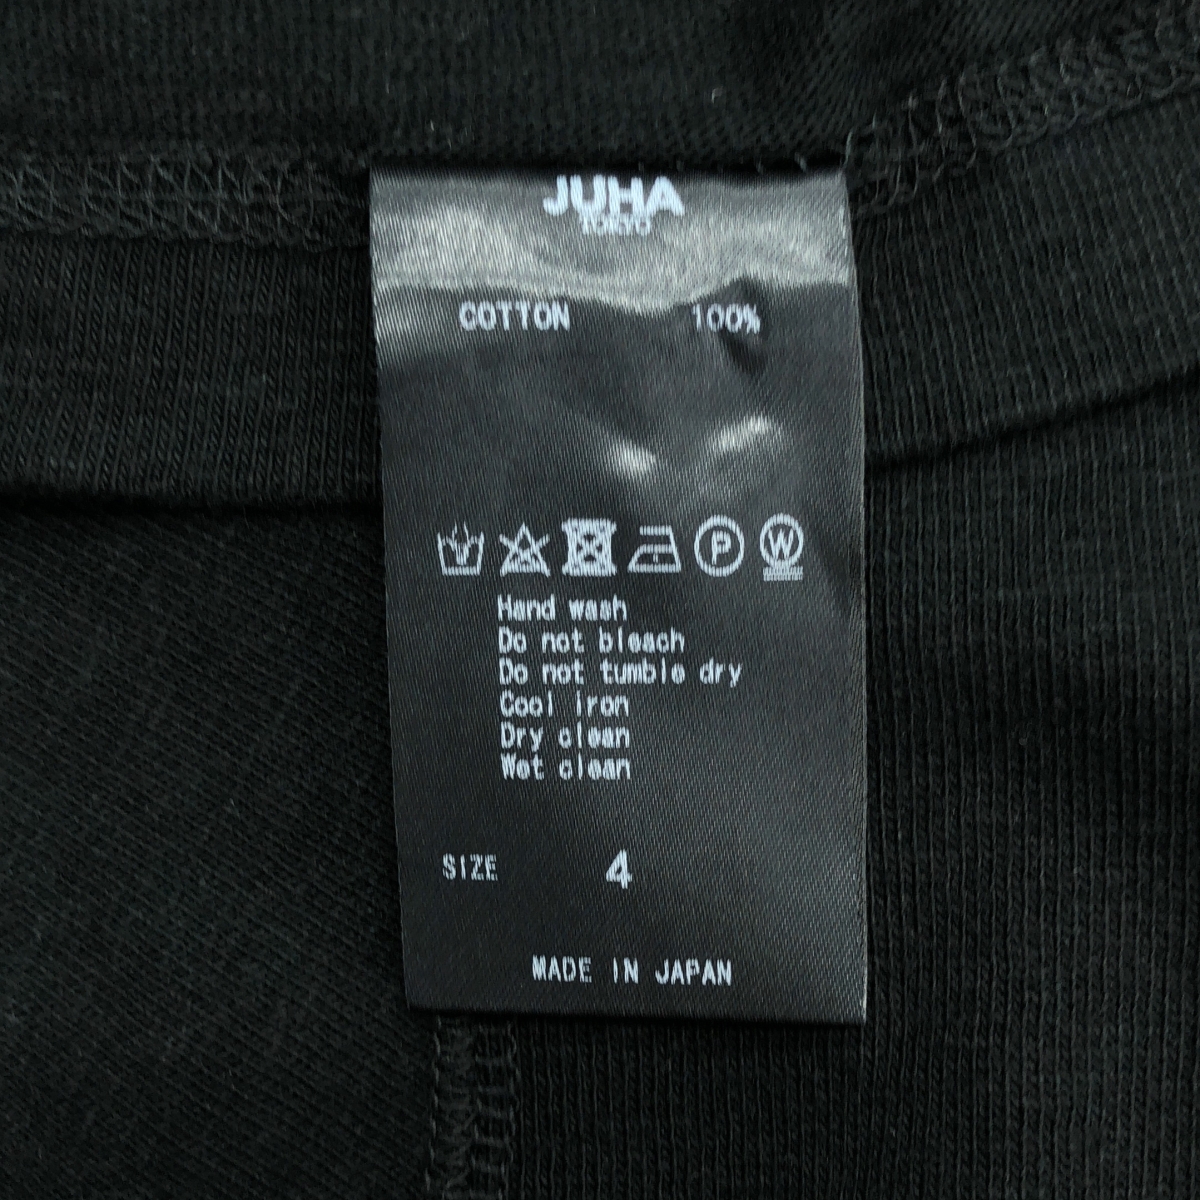 JUHA
TOKYO
COTTON 100%
P W
Hand wash
Do not bleach
Do not tumble dry
Cool iron
Dry clean
Wet clean
SIZE 4
MADE IN JAPAN